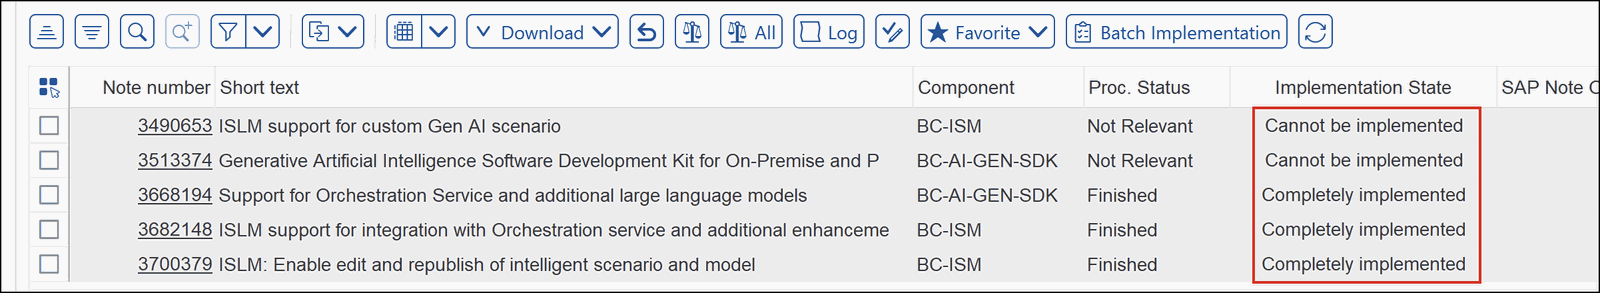 Download All Log Favorite Batch Implementation
Note number Short text Component Proc. Status Implementation State SAP Note
3490653 ISLM support for custom Gen AI scenario BC-ISM Not Relevant Cannot be implemented
3513374 Generative Artificial Intelligence Software Development Kit for On-Premise and P BC-AI-GEN-SDK Not Relevant Cannot be implemented
3668194 Support for Orchestration Service and additional large language models BC-AI-GEN-SDK Finished Completely implemented
3682148 ISLM support for integration with Orchestration service and additional enhanceme BC-ISM Finished Completely implemented
3700379 ISLM: Enable edit and republish of intelligent scenario and model BC-ISM Finished Completely implemented